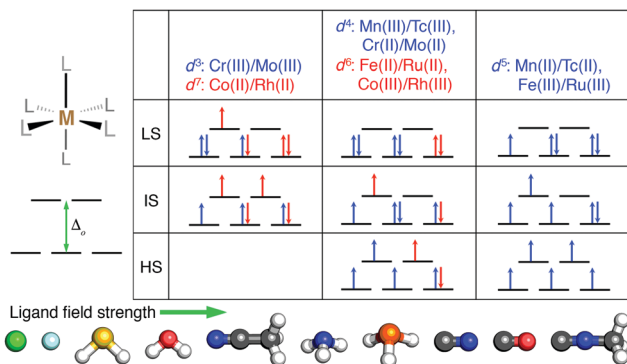 L
L
L
M
L
L
L
Δo
d³: Cr(III)/Mo(III)
d⁷: Co(II)/Rh(II)
d⁴: Mn(III)/Tc(III),
Cr(II)/Mo(II)
d⁶: Fe(II)/Ru(II),
Co(III)/Rh(III)
d⁵: Mn(II)/Tc(II),
Fe(III)/Ru(III)
LS
IS
HS
Ligand field strength